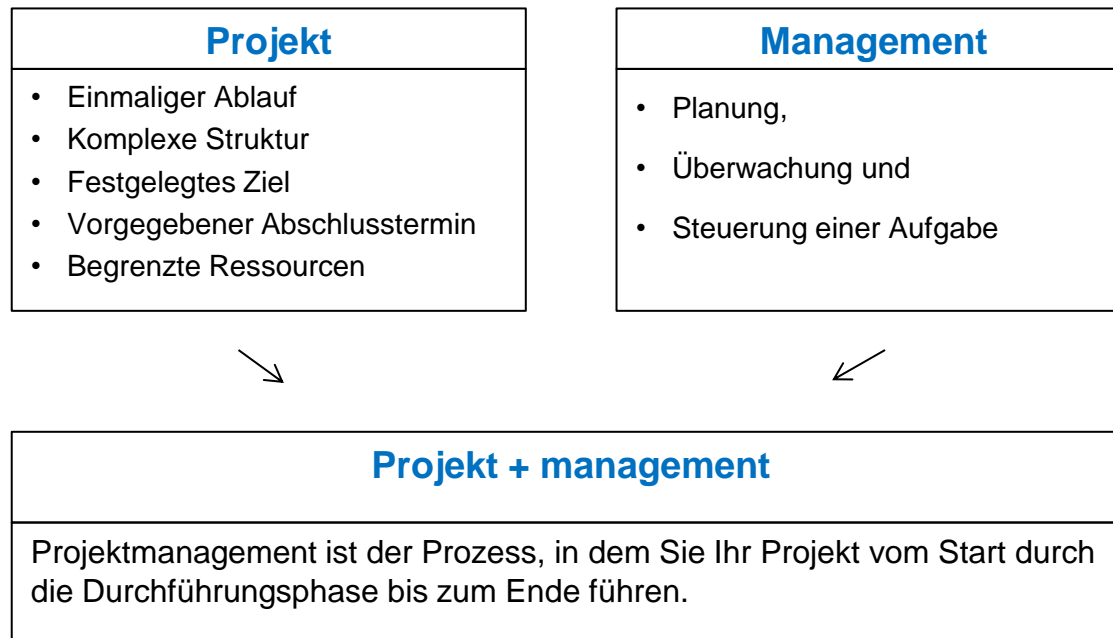 Projekt
• Einmaliger Ablauf
• Komplexe Struktur
• Festgelegtes Ziel
• Vorgegebener Abschlusstermin
• Begrenzte Ressourcen
Management
• Planung,
• Überwachung und
• Steuerung einer Aufgabe
Projekt + management
Projektmanagement ist der Prozess, in dem Sie Ihr Projekt vom Start durch
die Durchführungsphase bis zum Ende führen.